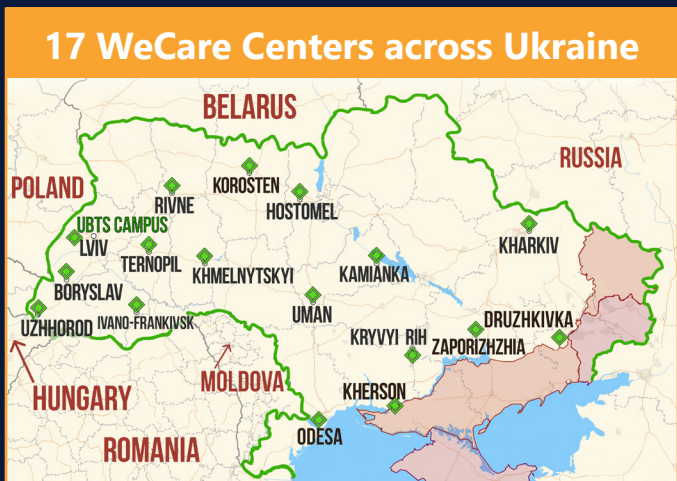 17 WeCare Centers across Ukraine
BELARUS
RUSSIA
POLAND
KOROSTEN
RIVNE
HOSTOMEL
UBTS CAMPUS
LVIV
KHARKIV
TERNOPIL
KHMELNYTSKYI
KAMIANKA
BORYSLAV
UMAN
UZHHOROD
IVANO-FRANKIVSK
DRUZHKIVKA
KRYVYI RIH
ZAPORIZHZHIA
MOLDOVA
HUNGARY
KHERSON
ODESA
ROMANIA